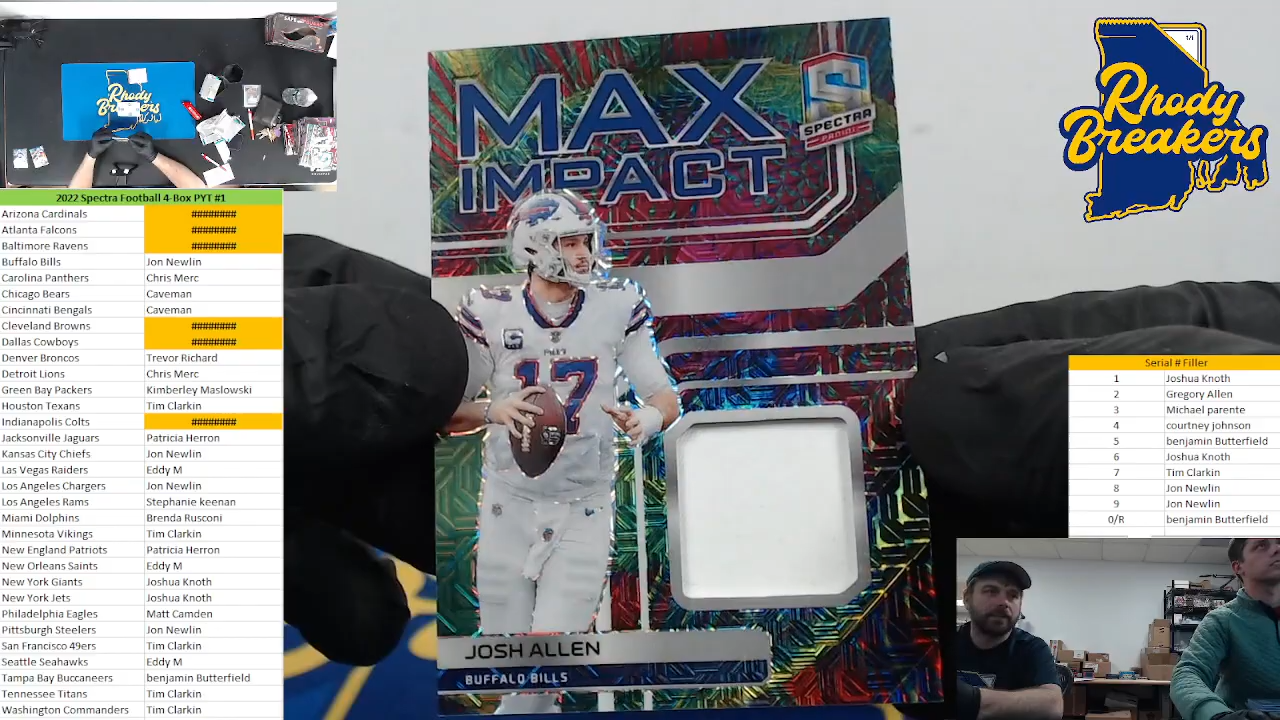 Rhody
Breakers
2022 Spectra Football 4-Box PYT #1
Arizona Cardinals ########
Atlanta Falcons ########
Baltimore Ravens ########
Buffalo Bills Jon Newlin
Carolina Panthers Chris Merc
Chicago Bears Caveman
Cincinnati Bengals Caveman
Cleveland Browns ########
Dallas Cowboys ########
Denver Broncos Trevor Richard
Detroit Lions Chris Merc
Green Bay Packers Kimberley Maslowski
Houston Texans Tim Clarkin
Indianapolis Colts ########
Jacksonville Jaguars Patricia Herron
Kansas City Chiefs Jon Newlin
Las Vegas Raiders Eddy M
Los Angeles Chargers Jon Newlin
Los Angeles Rams Stephanie keenan
Miami Dolphins Brenda Rusconi
Minnesota Vikings Tim Clarkin
New England Patriots Patricia Herron
New Orleans Saints Eddy M
New York Giants Joshua Knoth
New York Jets Joshua Knoth
Philadelphia Eagles Matt Camden
Pittsburgh Steelers Jon Newlin
San Francisco 49ers Tim Clarkin
Seattle Seahawks Eddy M
Tampa Bay Buccaneers benjamin Butterfield
Tennessee Titans Tim Clarkin
Washington Commanders Tim Clarkin
MAX
IMPACT
S
SPECTRA
PANINI
BILLS
17
JOSH ALLEN
BUFFALO BILLS
1/1
Rhody
Breakers
Serial # Filler
1 Joshua Knoth
2 Gregory Allen
3 Michael parente
4 courtney johnson
5 benjamin Butterfield
6 Joshua Knoth
7 Tim Clarkin
8 Jon Newlin
9 Jon Newlin
0/R benjamin Butterfield